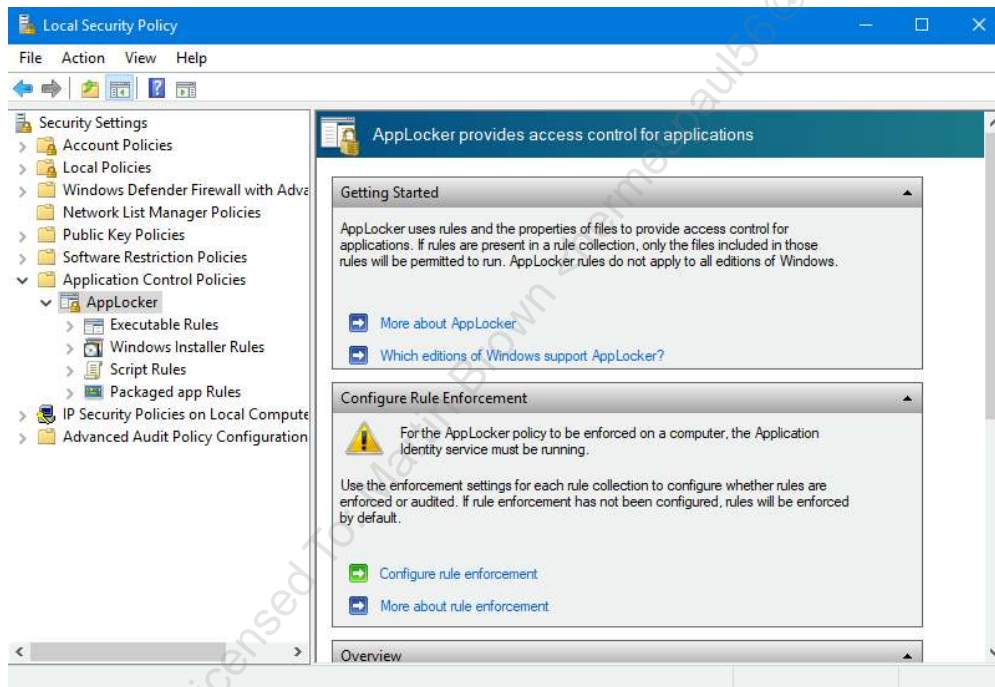 Local Security Policy
File Action View Help
Security Settings
Account Policies
Local Policies
Windows Defender Firewall with Adva
Network List Manager Policies
Public Key Policies
Software Restriction Policies
Application Control Policies
AppLocker
Executable Rules
Windows Installer Rules
Script Rules
Packaged app Rules
IP Security Policies on Local Compute
Advanced Audit Policy Configuration
AppLocker provides access control for applications
Getting Started
AppLocker uses rules and the properties of files to provide access control for
applications. If rules are present in a rule collection, only the files included in those
rules will be permitted to run. AppLocker rules do not apply to all editions of Windows.
More about AppLocker
Which editions of Windows support AppLocker?
Configure Rule Enforcement
For the AppLocker policy to be enforced on a computer, the Application
Identity service must be running.
Use the enforcement settings for each rule collection to configure whether rules are
enforced or audited. If rule enforcement has not been configured, rules will be enforced
by default.
Configure rule enforcement
More about rule enforcement
Overview
icensed To: Martin Brown <hermespaul56@